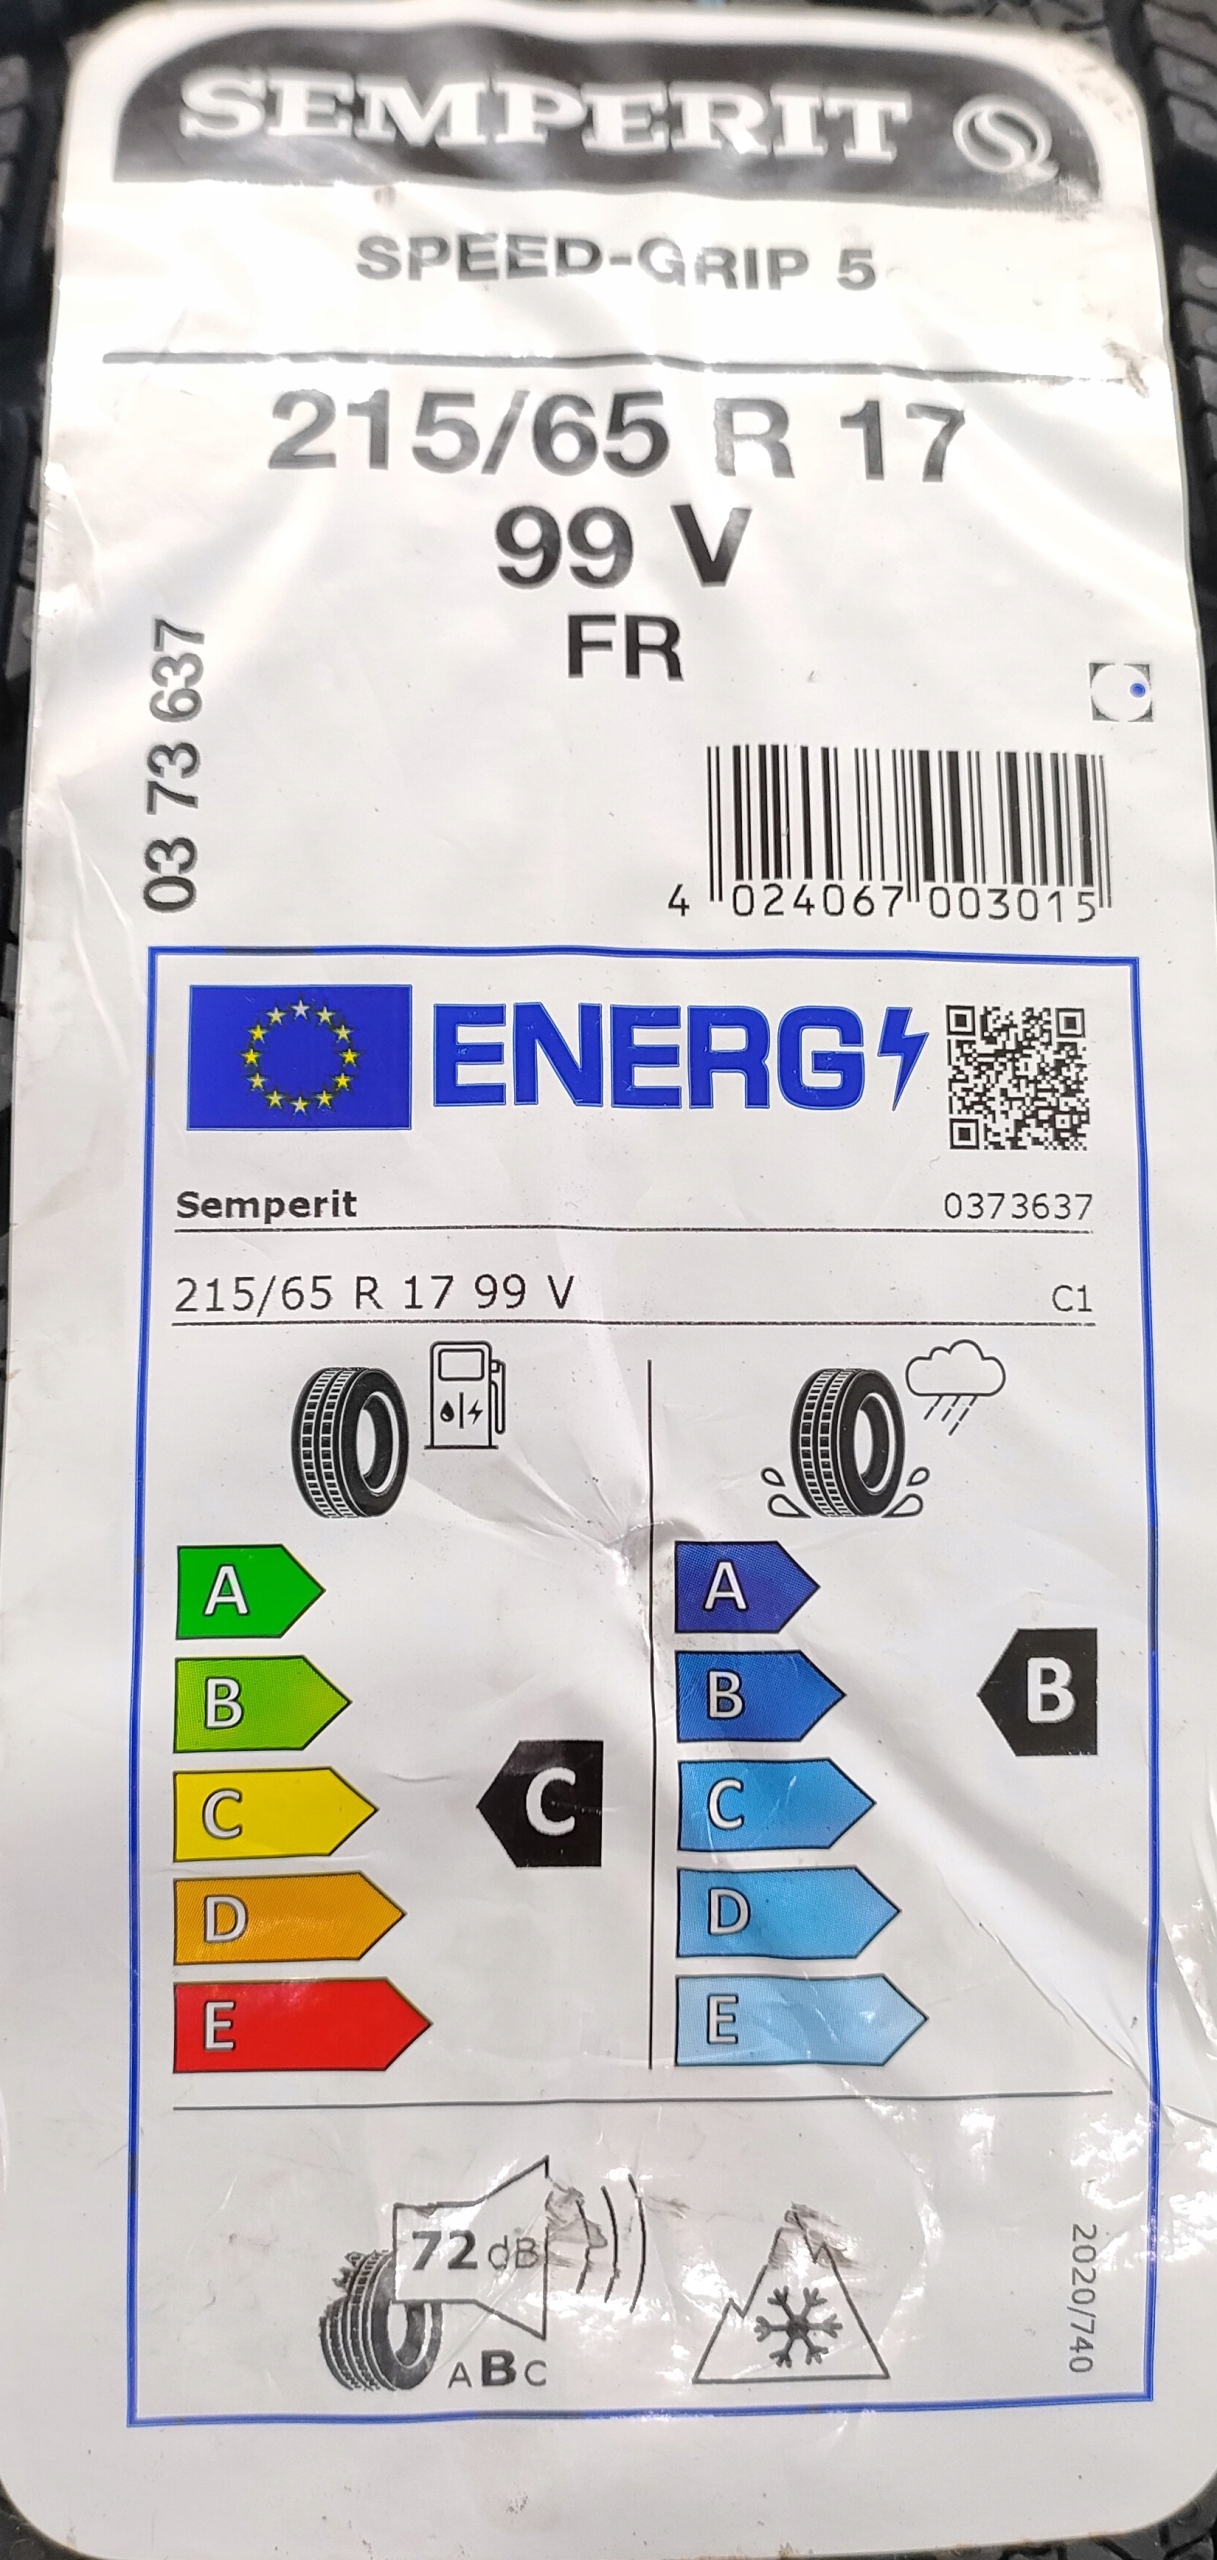 SEMPERIT
SPEED-GRIP 5
215/65 R 17
99 V
FR
03 73 637
4 024067 003015
ENERG
Semperit 0373637
215/65 R 17 99 V C1
A A
B B B
C C C
D D
E E
72 dB
ABC
2020/740